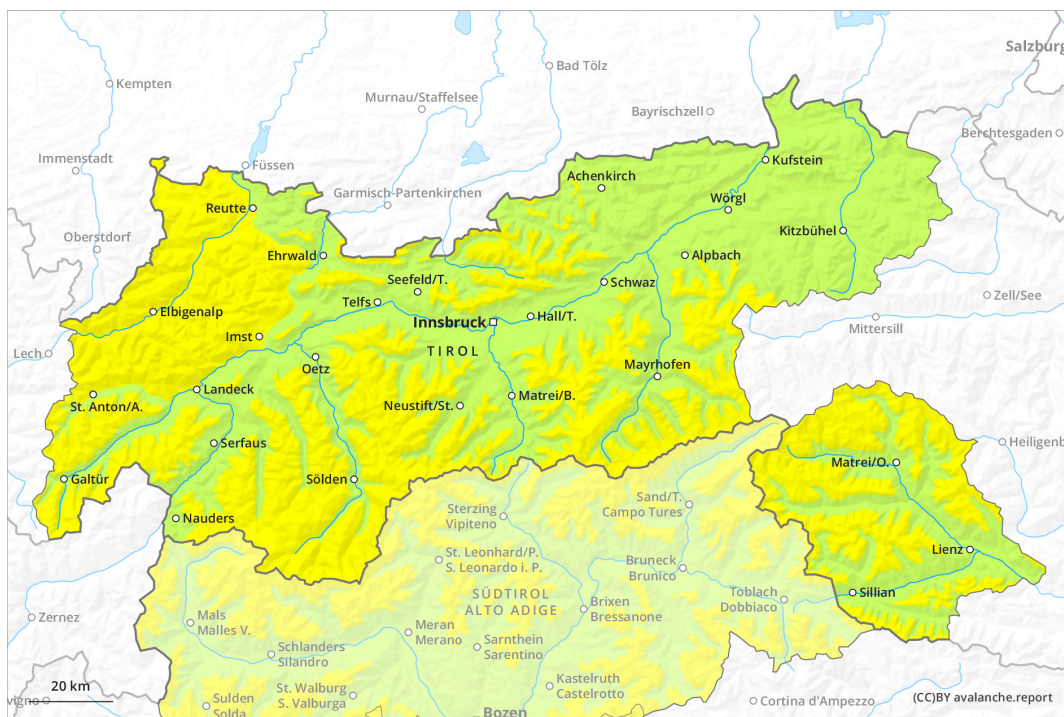 Salzburg
Bad Tölz
Kempten
Murnau/Staffelsee
Bayrischzell
Berchtesgaden
Immenstadt
Füssen
Kufstein
Garmisch-Partenkirchen
Achenkirch
Reutte
Wörgl
Oberstdorf
Kitzbühel
Ehrwald
Alpbach
Seefeld/T.
Schwaz
Zell/See
Telfs
Elbigenalp
Hall/T.
Innsbruck
Mittersill
Imst
Lech
TIROL
Mayrhofen
Oetz
Landeck
Matrei/B.
St. Anton/A.
Neustift/St.
Serfaus
Heiligenb
Matrei/O.
Galtür
Sölden
Sand/T.
Campo Tures
Sterzing
Vipiteno
Nauders
Lienz
St. Leonhard/P.
S. Leonardo i. P.
Bruneck
Brunico
Sillian
Toblach
Dobbiaco
SÜDTIROL
ALTO ADIGE
Brixen
Bressanone
Zernez
Mals
Malles V.
Meran
Merano
Sarnthein
Sarentino
Schlanders
Silandro
Kastelruth
Castelrotto
20 km
St. Walburg
S. Valburga
vigno
Sulden
Solda
Cortina d'Ampezzo
(CC)BY avalanche.report
Bozen